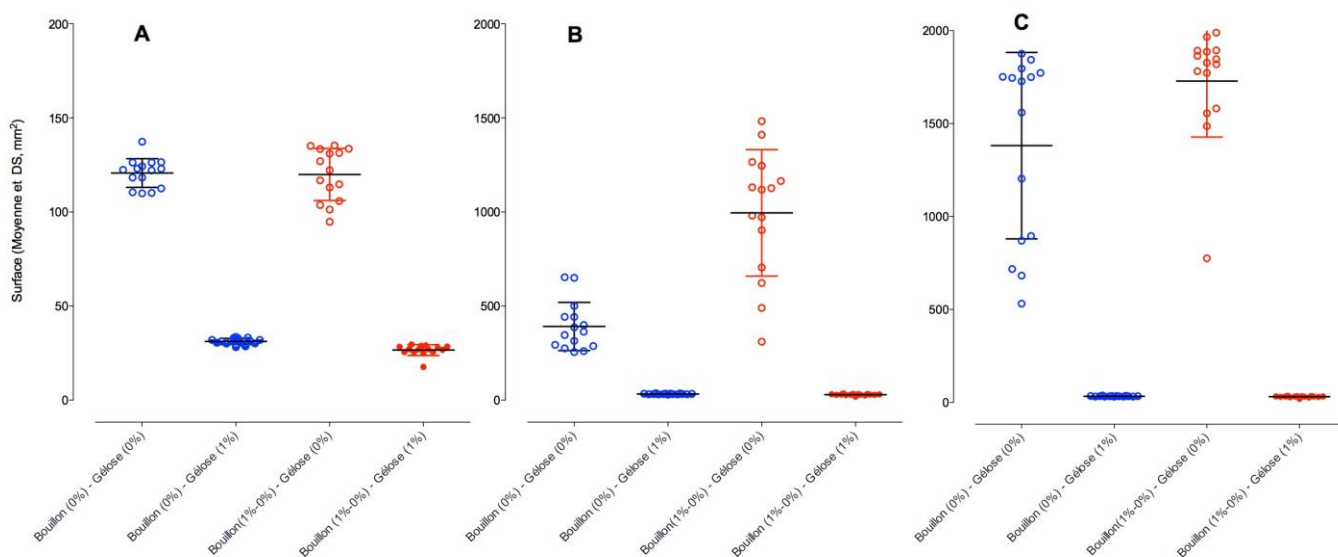 A
B
C
Surface (Moyenne et DS, mm²)
200
150
100
50
0
2000
1500
1000
500
0
2000
1500
1000
500
0
Bouillon (0%) - Gélose (0%)
Bouillon (0%) - Gélose (1%)
Bouillon(1%-0%) - Gélose (0%)
Bouillon (1%-0%) - Gélose (1%)
Bouillon (0%) - Gélose (0%)
Bouillon (0%) - Gélose (1%)
Bouillon(1%-0%) - Gélose (0%)
Bouillon (1%-0%) - Gélose (1%)
Bouillon (0%) - Gélose (0%)
Bouillon (0%) - Gélose (1%)
Bouillon(1%-0%) - Gélose (0%)
Bouillon (1%-0%) - Gélose (1%)